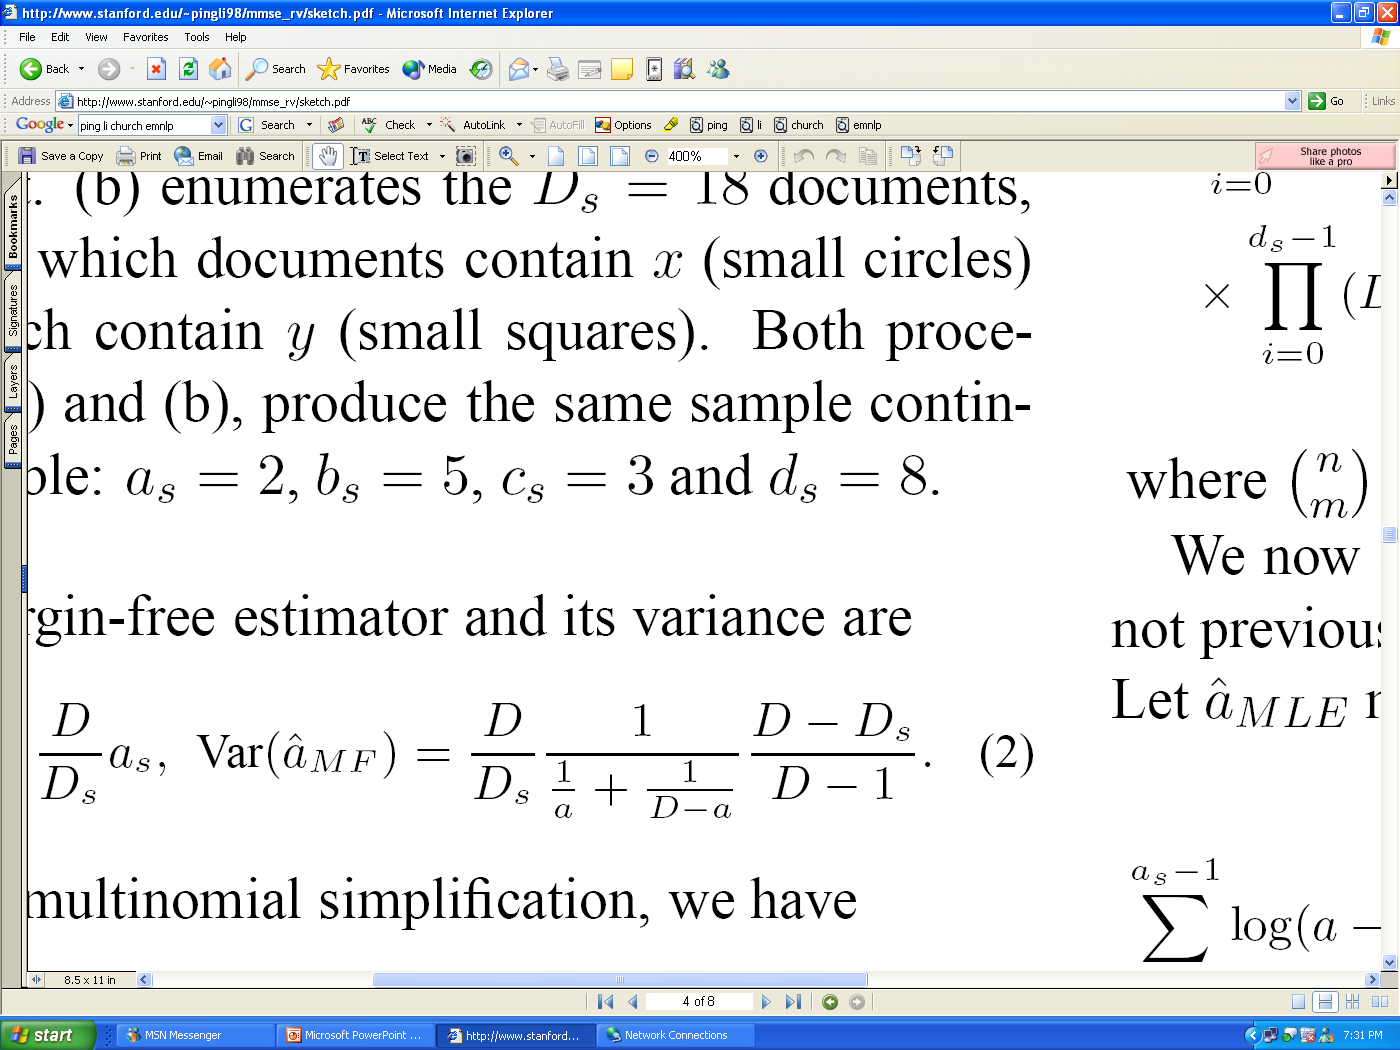 http://www.stanford.edu/~pingli98/mmse_rv/sketch.pdf - Microsoft Internet Explorer
File Edit View Favorites Tools Help
Back Search Favorites Media
Address http://www.stanford.edu/~pingli98/mmse_rv/sketch.pdf Go Links
Google ping li church emnlp Search Check AutoLink AutoFill Options ping li church emnlp
Save a Copy Print Email Search Select Text 400% Share photos like a pro
Bookmarks
Signatures
Layers
Pages
t. (b) enumerates the D_s = 18 documents,
which documents contain x (small circles)
ch contain y (small squares). Both proce-
) and (b), produce the same sample contin-
ble: a_s = 2, b_s = 5, c_s = 3 and d_s = 8.
rgin-free estimator and its variance are
D/D_s a_s, Var(â_MF) = D/D_s 1/(1/a + 1/(D−a)) (D − D_s)/(D − 1). (2)
multinomial simplification, we have
i=0
× ∏_{i=0}^{d_s−1} (D
where (n m)
We now
not previous
Let â_MLE
∑^{a_s−1} log(a −
8.5 x 11 in
4 of 8
start MSN Messenger Microsoft PowerPoint ... http://www.stanford... Network Connections 7:31 PM